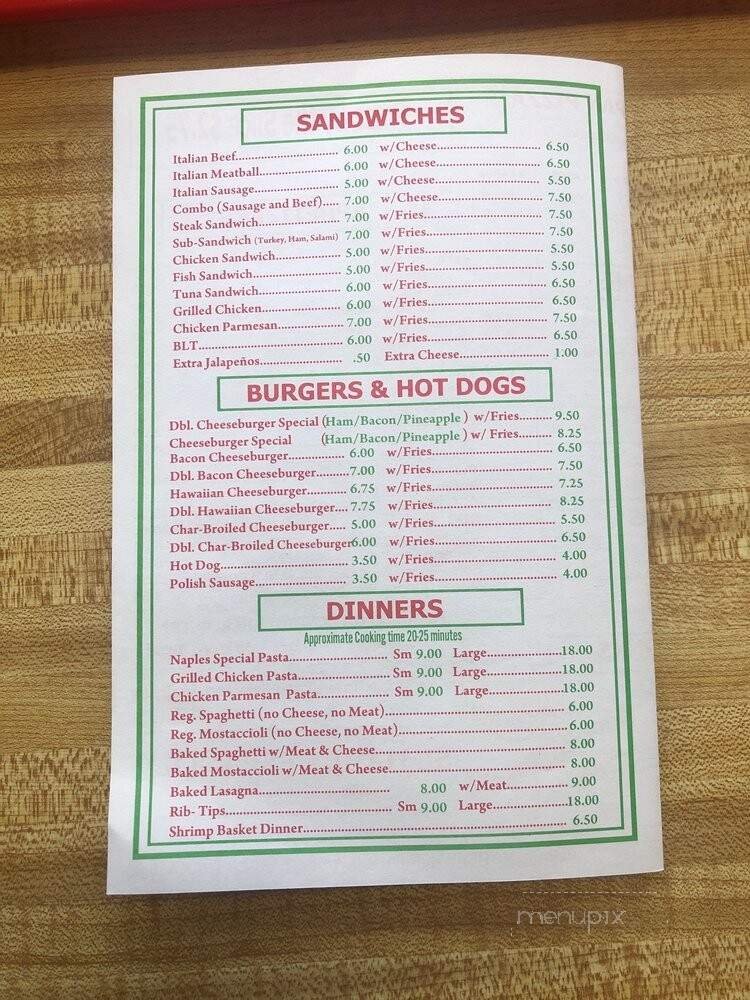 SANDWICHES
Italian Beef............................ 6.00 w/Cheese............................ 6.50
Italian Meatball...................... 6.00 w/Cheese............................ 6.50
Italian Sausage....................... 5.00 w/Cheese............................ 5.50
Combo (Sausage and Beef)..... 7.00 w/Cheese............................ 7.50
Steak Sandwich...................... 7.00 w/Fries............................... 7.50
Sub-Sandwich (Turkey, Ham, Salami) 7.00 w/Fries............................... 7.50
Chicken Sandwich.................. 5.00 w/Fries............................... 5.50
Fish Sandwich........................ 5.00 w/Fries............................... 5.50
Tuna Sandwich...................... 6.00 w/Fries............................... 6.50
Grilled Chicken...................... 6.00 w/Fries............................... 6.50
Chicken Parmesan.................. 7.00 w/Fries............................... 7.50
BLT....................................... 6.00 w/Fries............................... 6.50
Extra Jalapeños...................... .50 Extra Cheese........................ 1.00
BURGERS & HOT DOGS
Dbl. Cheeseburger Special (Ham/Bacon/Pineapple ) w/Fries.......... 9.50
Cheeseburger Special (Ham/Bacon/Pineapple ) w/ Fries.......... 8.25
Bacon Cheeseburger............... 6.00 w/Fries............................... 6.50
Dbl. Bacon Cheeseburger.........7.00 w/Fries............................... 7.50
Hawaiian Cheeseburger.......... 6.75 w/Fries............................... 7.25
Dbl. Hawaiian Cheeseburger.... 7.75 w/Fries............................... 8.25
Char-Broiled Cheeseburger..... 5.00 w/Fries............................... 5.50
Dbl. Char-Broiled Cheeseburger6.00 w/Fries............................... 6.50
Hot Dog................................ 3.50 w/Fries............................... 4.00
Polish Sausage....................... 3.50 w/Fries............................... 4.00
DINNERS
Approximate Cooking time 20-25 minutes
Naples Special Pasta.......................... Sm 9.00 Large.........................18.00
Grilled Chicken Pasta........................ Sm 9.00 Large.........................18.00
Chicken Parmesan Pasta.................... Sm 9.00 Large.........................18.00
Reg. Spaghetti (no Cheese, no Meat)............................................ 6.00
Reg. Mostaccioli (no Cheese, no Meat)..........................................6.00
Baked Spaghetti w/Meat & Cheese............................................... 8.00
Baked Mostaccioli w/Meat & Cheese............................................ 8.00
Baked Lasagna................................. 8.00 w/Meat.................. 9.00
Rib- Tips.......................................... Sm 9.00 Large.........................18.00
Shrimp Basket Dinner................................................................ 6.50
menupix